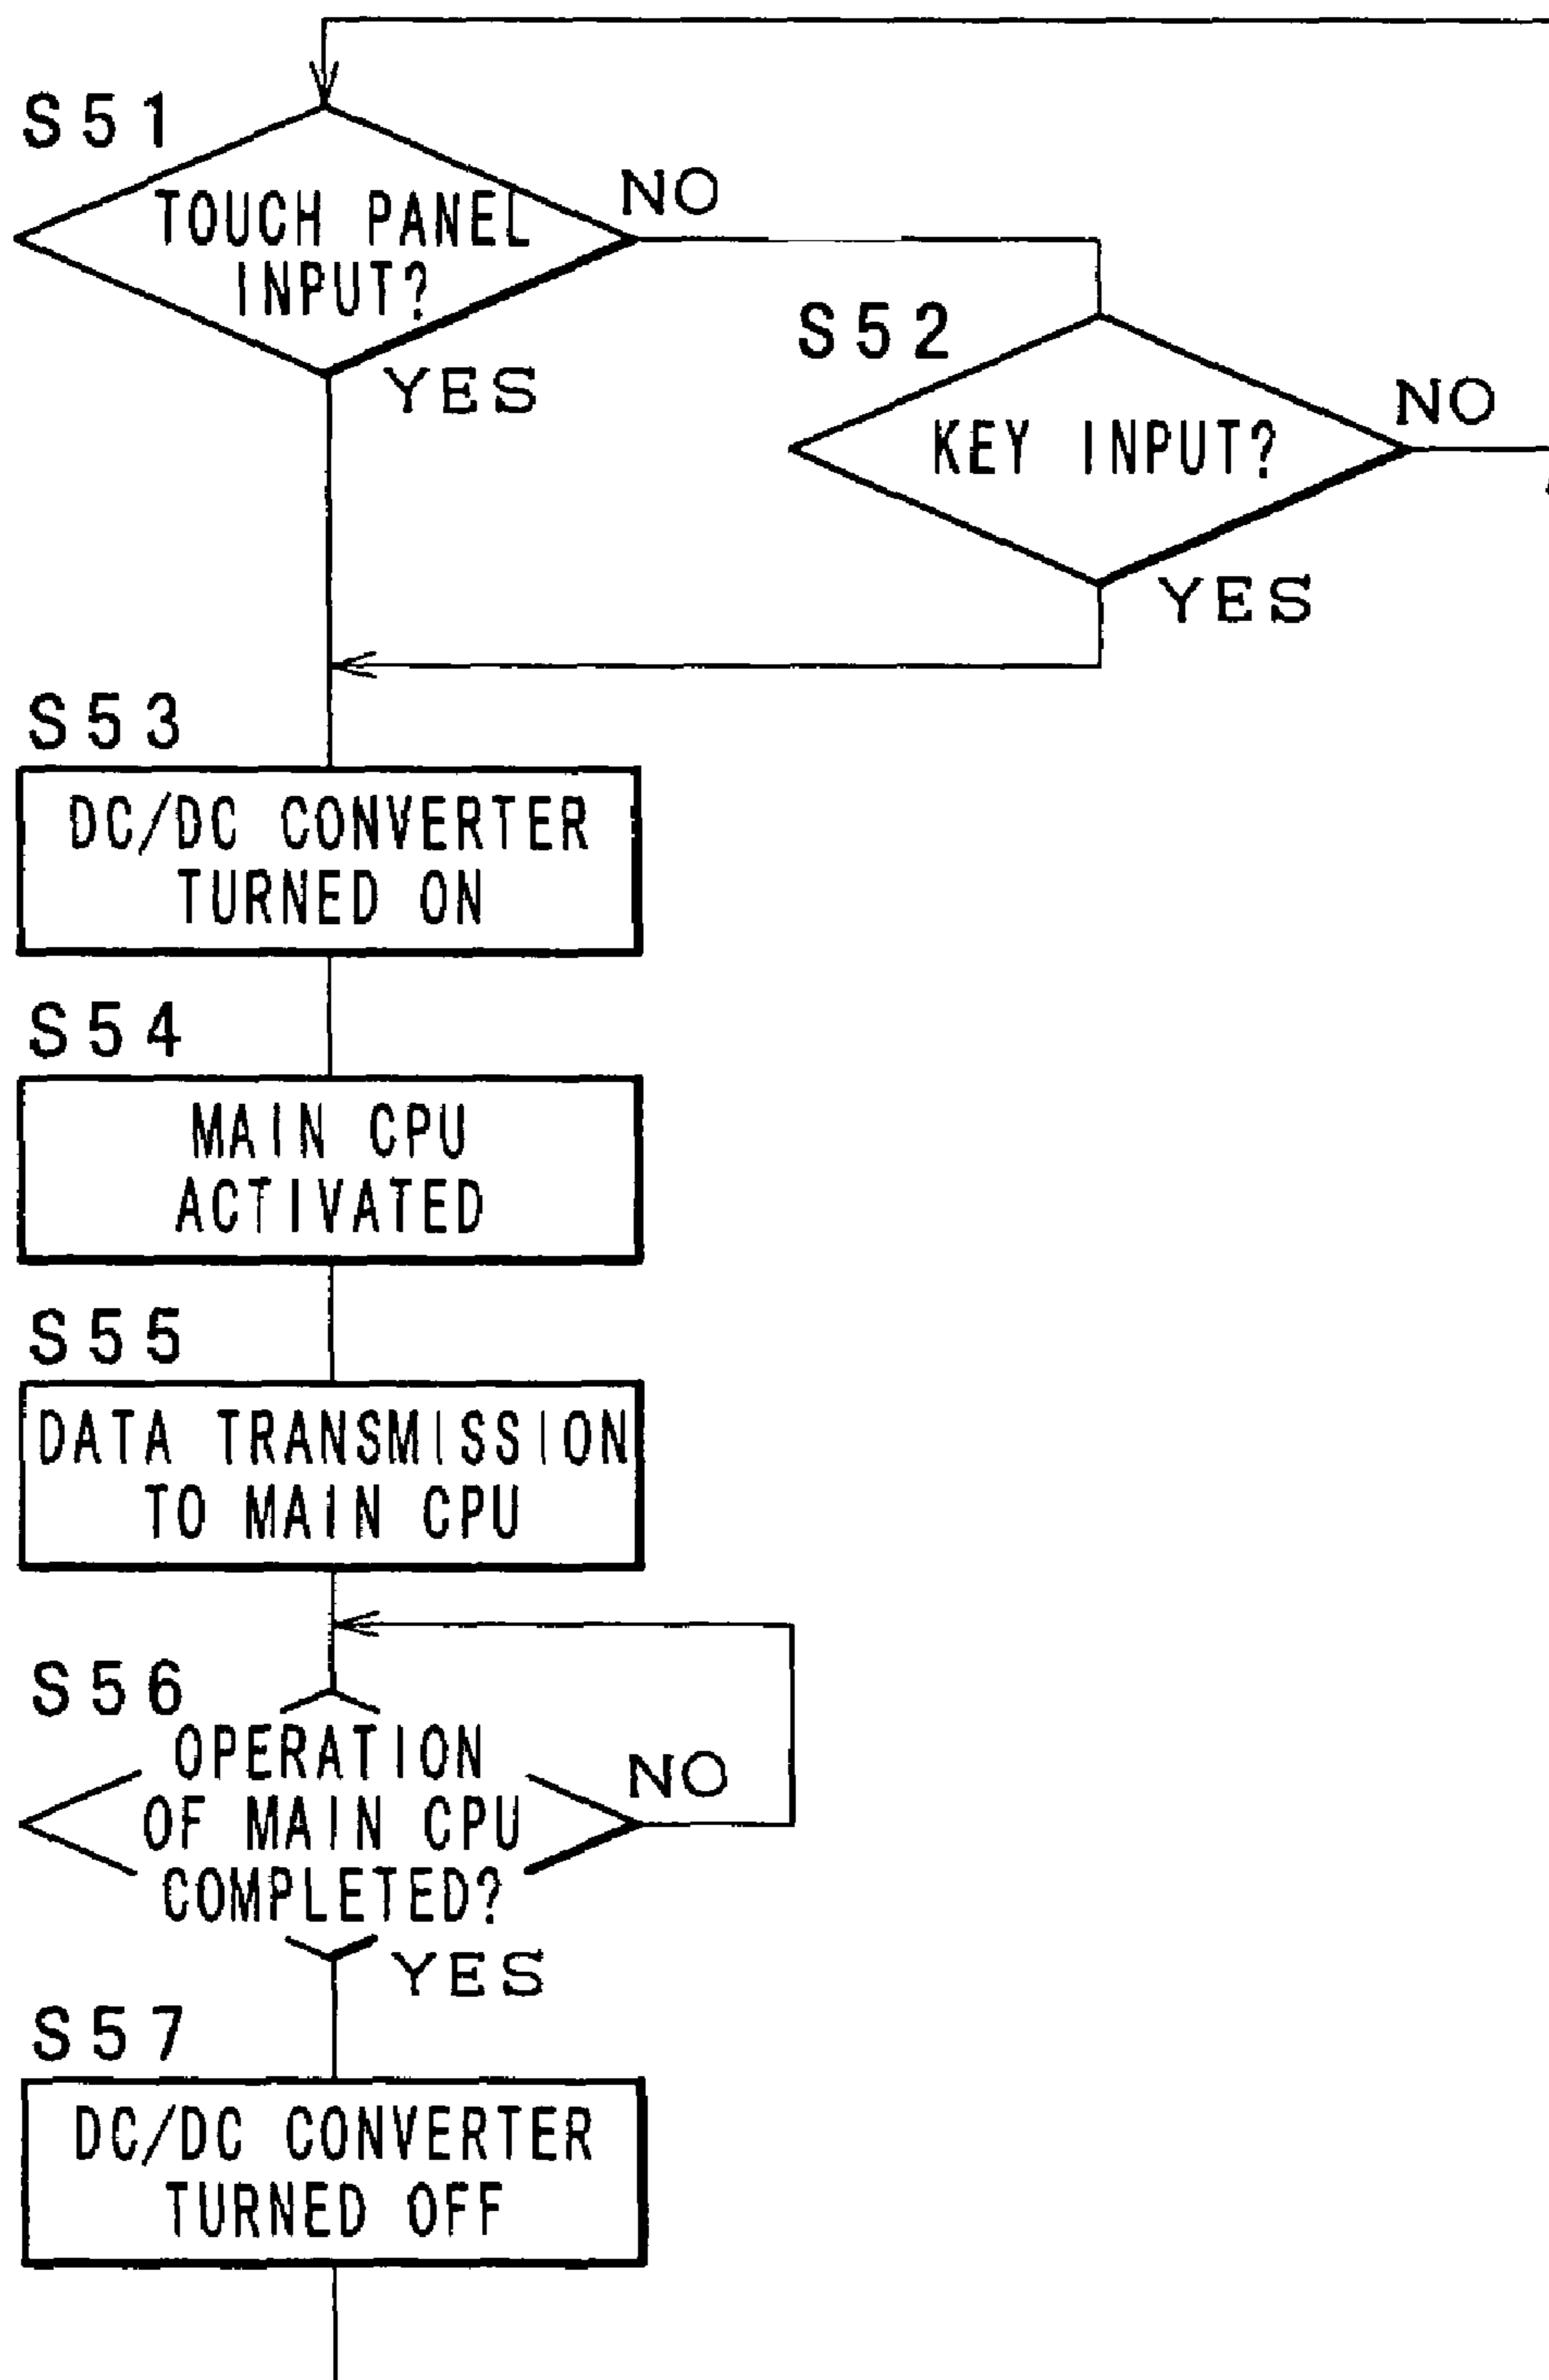 S51
TOUCH PANEL
INPUT?
NO
YES
S52
KEY INPUT?
NO
YES
S53
DC/DC CONVERTER
TURNED ON
S54
MAIN CPU
ACTIVATED
S55
DATA TRANSMISSION
TO MAIN CPU
S56
OPERATION
OF MAIN CPU
COMPLETED?
NO
YES
S57
DC/DC CONVERTER
TURNED OFF